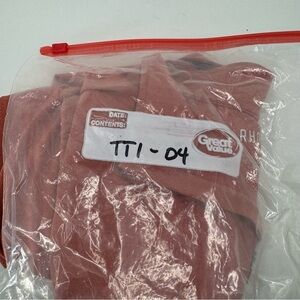 DATE:
CONTENTS:
TT1-04
Great
Value
RH